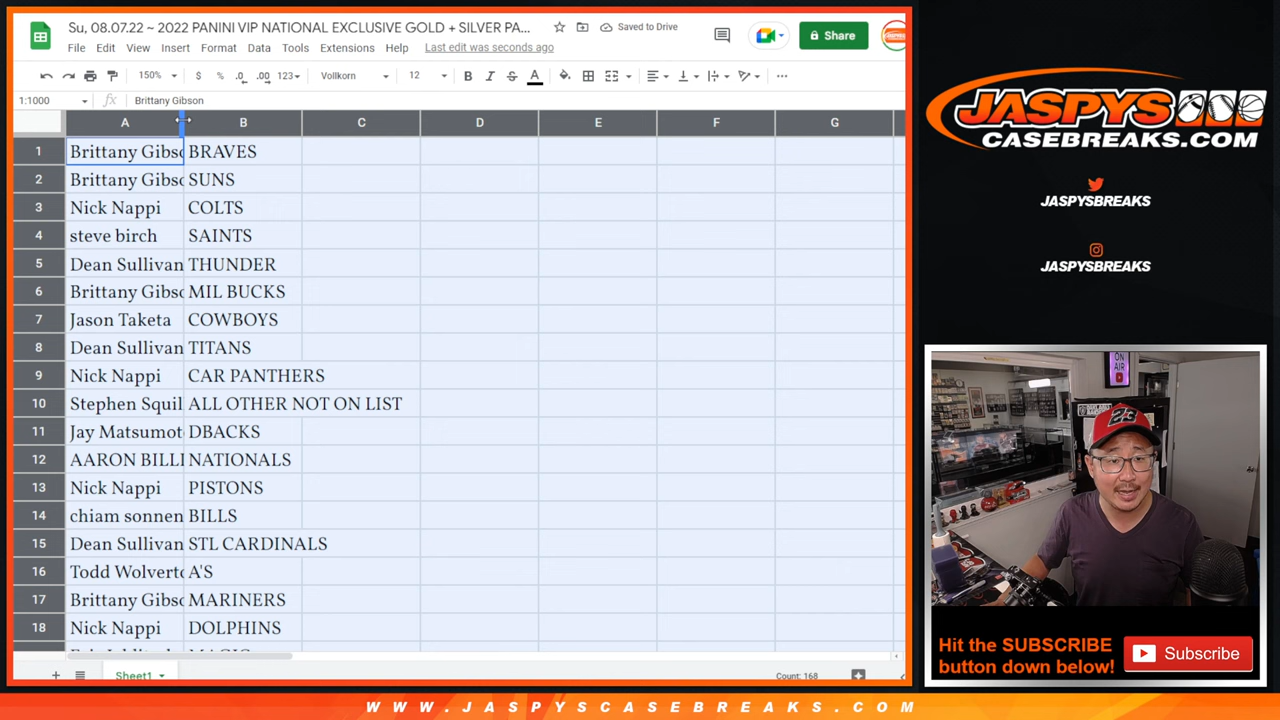 Su, 08.07.22 ~ 2022 PANINI VIP NATIONAL EXCLUSIVE GOLD + SILVER PA...
Saved to Drive
Share
File Edit View Insert Format Data Tools Extensions Help Last edit was seconds ago
150% $ % .0 .00 123 Vollkorn 12 B I S A
1:1000 fx Brittany Gibson
A B C D E F G
1 Brittany Gibso BRAVES
2 Brittany Gibso SUNS
3 Nick Nappi COLTS
4 steve birch SAINTS
5 Dean Sullivan THUNDER
6 Brittany Gibso MIL BUCKS
7 Jason Taketa COWBOYS
8 Dean Sullivan TITANS
9 Nick Nappi CAR PANTHERS
10 Stephen Squil ALL OTHER NOT ON LIST
11 Jay Matsumot DBACKS
12 AARON BILLI NATIONALS
13 Nick Nappi PISTONS
14 chiam sonnen BILLS
15 Dean Sullivan STL CARDINALS
16 Todd Wolverto A'S
17 Brittany Gibso MARINERS
18 Nick Nappi DOLPHINS
Sheet1
Count: 168
JASPYS
CASEBREAKS.COM
JASPYSBREAKS
JASPYSBREAKS
ON
AIR
23
Hit the SUBSCRIBE
button down below!
Subscribe
WWW.JASPYSCASEBREAKS.COM